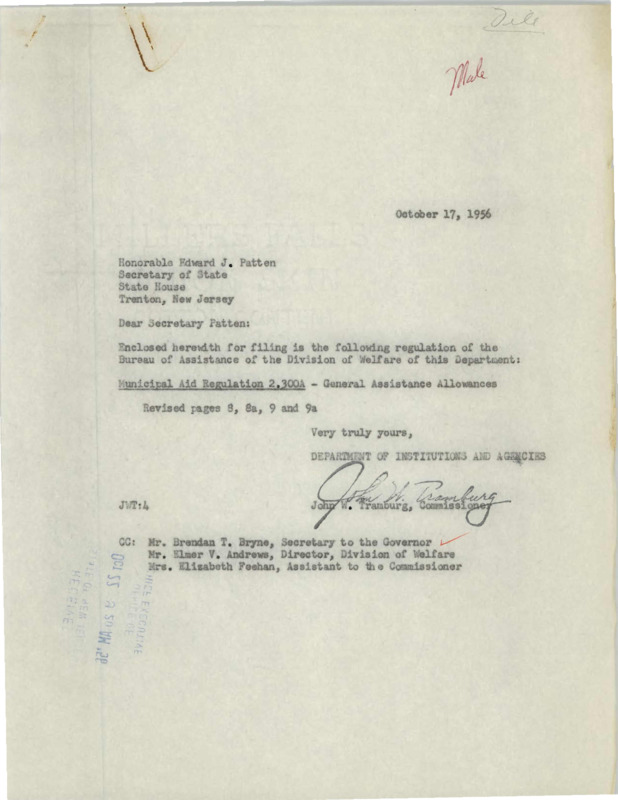 File
Male
October 17, 1956
Honorable Edward J. Patten
Secretary of State
State House
Trenton, New Jersey
Dear Secretary Patten:
Enclosed herewith for filing is the following regulation of the
Bureau of Assistance of the Division of Welfare of this Department:
Municipal Aid Regulation 2.300A - General Assistance Allowances
Revised pages 8, 8a, 9 and 9a
Very truly yours,
DEPARTMENT OF INSTITUTIONS AND AGENCIES
John W. Tramburg
JWT:4 John W. Tramburg, Commissioner
CC: Mr. Brendan T. Bryne, Secretary to the Governor
Mr. Elmer V. Andrews, Director, Division of Welfare
Mrs. Elizabeth Feehan, Assistant to the Commissioner